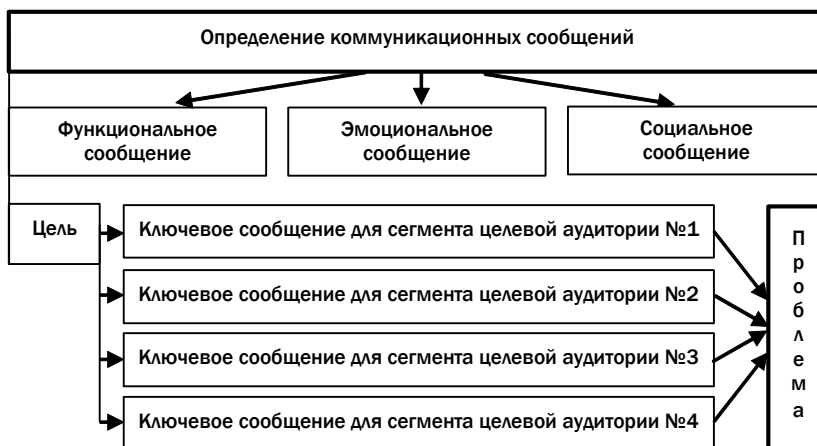 Определение коммуникационных сообщений
Функциональное
сообщение
Эмоциональное
сообщение
Социальное
сообщение
Цель
Ключевое сообщение для сегмента целевой аудитории №1
Ключевое сообщение для сегмента целевой аудитории №2
Ключевое сообщение для сегмента целевой аудитории №3
Ключевое сообщение для сегмента целевой аудитории №4
Проблема